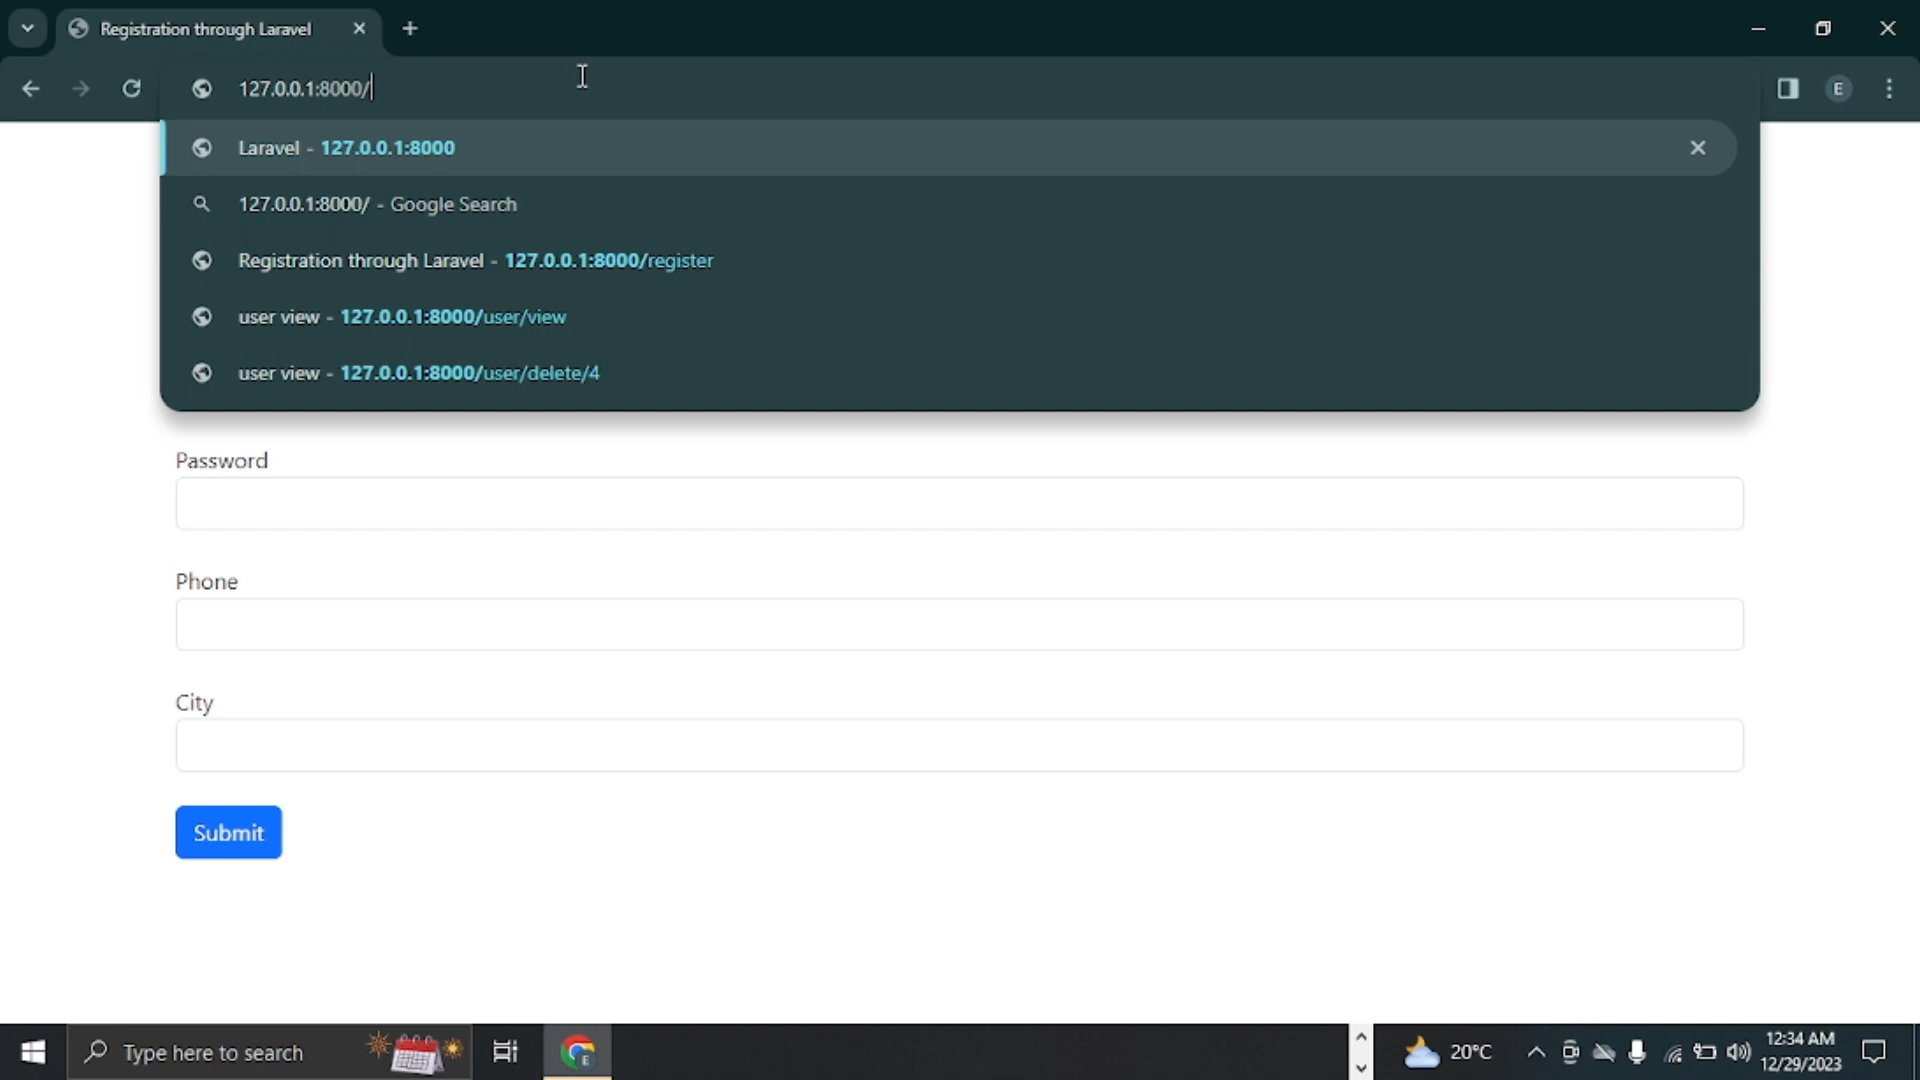 Registration through Laravel
127.0.0.1:8000/
E
Laravel - 127.0.0.1:8000
127.0.0.1:8000/ - Google Search
Registration through Laravel - 127.0.0.1:8000/register
user view - 127.0.0.1:8000/user/view
user view - 127.0.0.1:8000/user/delete/4
Password
Phone
City
Submit
Type here to search
E
20°C
12:34 AM
12/29/2023